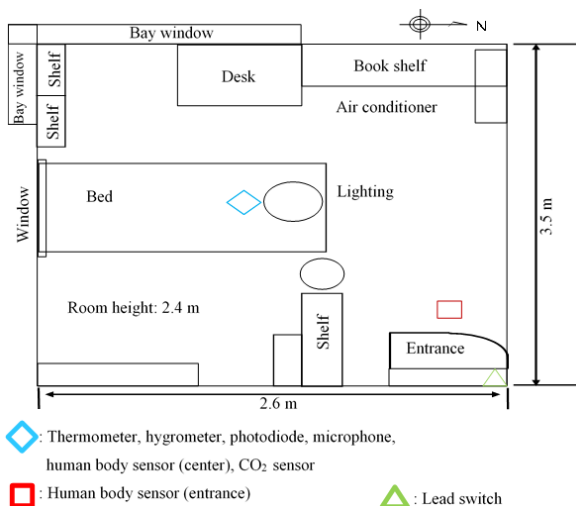 Bay window
N
Bay window
Shelf
Shelf
Desk
Book shelf
Air conditioner
Window
Bed
Lighting
3.5 m
Room height: 2.4 m
Shelf
Entrance
2.6 m
: Thermometer, hygrometer, photodiode, microphone,
human body sensor (center), CO₂ sensor
: Human body sensor (entrance)
: Lead switch